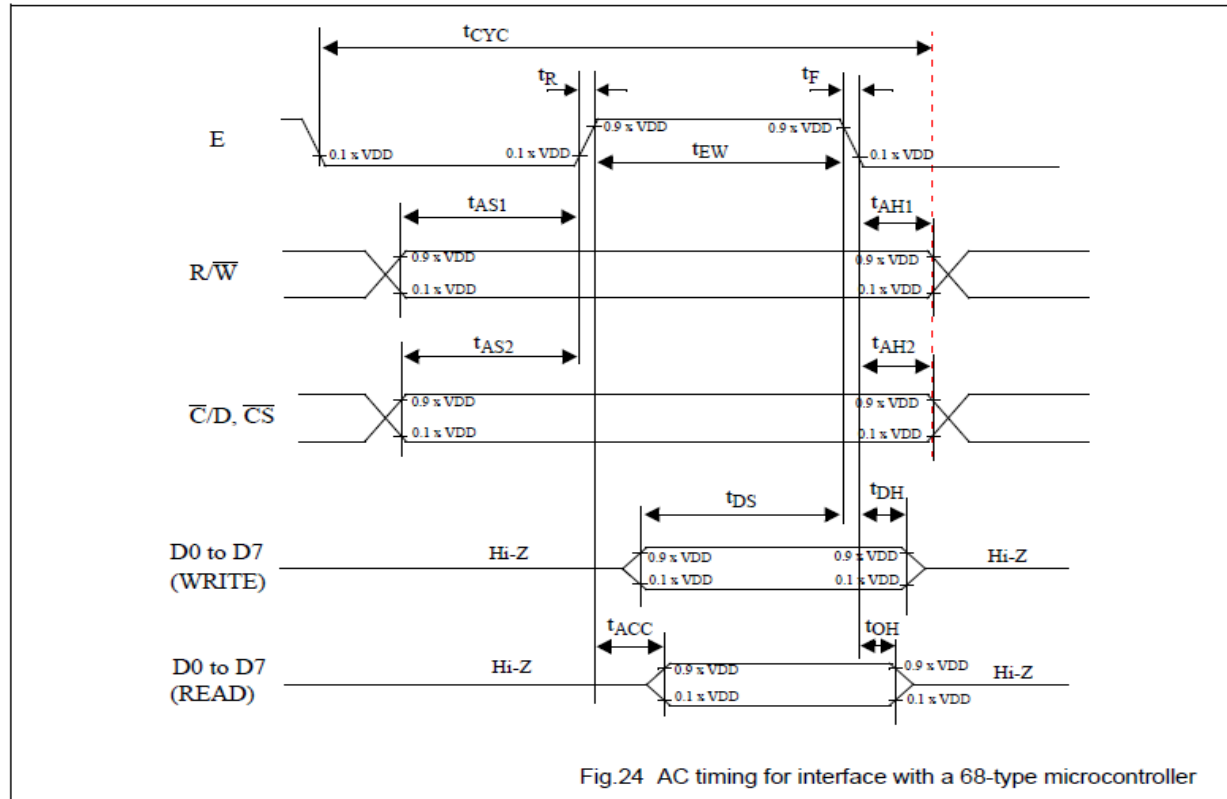 tCYC
tR
tF
E
0.9 x VDD
0.9 x VDD
0.1 x VDD
0.1 x VDD
0.1 x VDD
tEW
tAS1
tAH1
R/W̅
0.9 x VDD
0.9 x VDD
0.1 x VDD
0.1 x VDD
tAS2
tAH2
C̅/D, C̅S̅
0.9 x VDD
0.9 x VDD
0.1 x VDD
0.1 x VDD
tDS
tDH
D0 to D7
(WRITE)
Hi-Z
0.9 x VDD
0.9 x VDD
Hi-Z
0.1 x VDD
0.1 x VDD
tACC
tOH
D0 to D7
(READ)
Hi-Z
0.9 x VDD
0.9 x VDD
Hi-Z
0.1 x VDD
0.1 x VDD
Fig.24 AC timing for interface with a 68-type microcontroller